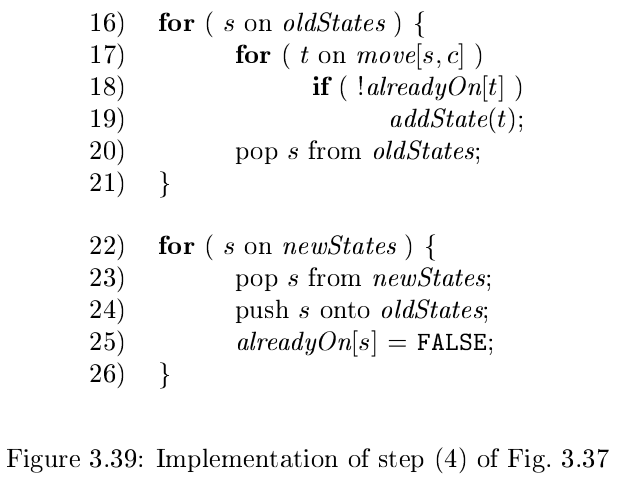 16) for ( s on oldStates ) {
17) for ( t on move[s, c] )
18) if ( !alreadyOn[t] )
19) addState(t);
20) pop s from oldStates;
21) }
22) for ( s on newStates ) {
23) pop s from newStates;
24) push s onto oldStates;
25) alreadyOn[s] = FALSE;
26) }
Figure 3.39: Implementation of step (4) of Fig. 3.37